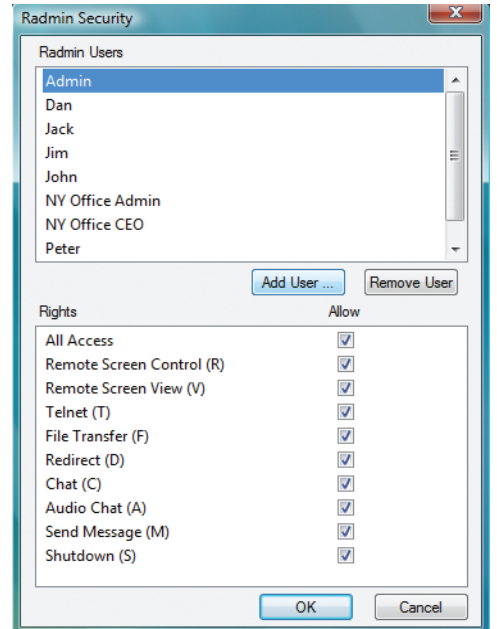 Radmin Security
Radmin Users
Admin
Dan
Jack
Jim
John
NY Office Admin
NY Office CEO
Peter
Add User ... Remove User
Rights Allow
All Access
Remote Screen Control (R)
Remote Screen View (V)
Telnet (T)
File Transfer (F)
Redirect (D)
Chat (C)
Audio Chat (A)
Send Message (M)
Shutdown (S)
OK Cancel